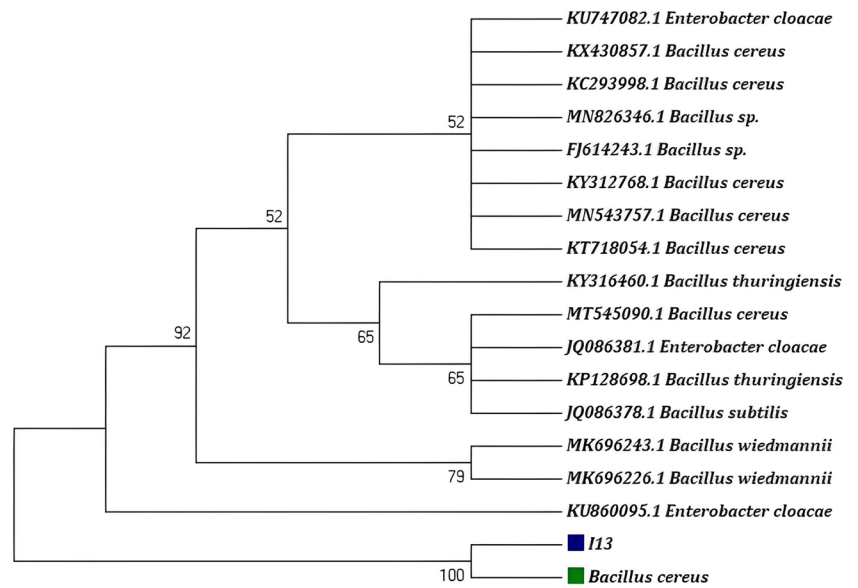 KU747082.1 Enterobacter cloacae
KX430857.1 Bacillus cereus
KC293998.1 Bacillus cereus
52
MN826346.1 Bacillus sp.
FJ614243.1 Bacillus sp.
KY312768.1 Bacillus cereus
52
MN543757.1 Bacillus cereus
KT718054.1 Bacillus cereus
KY316460.1 Bacillus thuringiensis
MT545090.1 Bacillus cereus
92
65
JQ086381.1 Enterobacter cloacae
65
KP128698.1 Bacillus thuringiensis
JQ086378.1 Bacillus subtilis
MK696243.1 Bacillus wiedmannii
79
MK696226.1 Bacillus wiedmannii
KU860095.1 Enterobacter cloacae
I13
100
Bacillus cereus